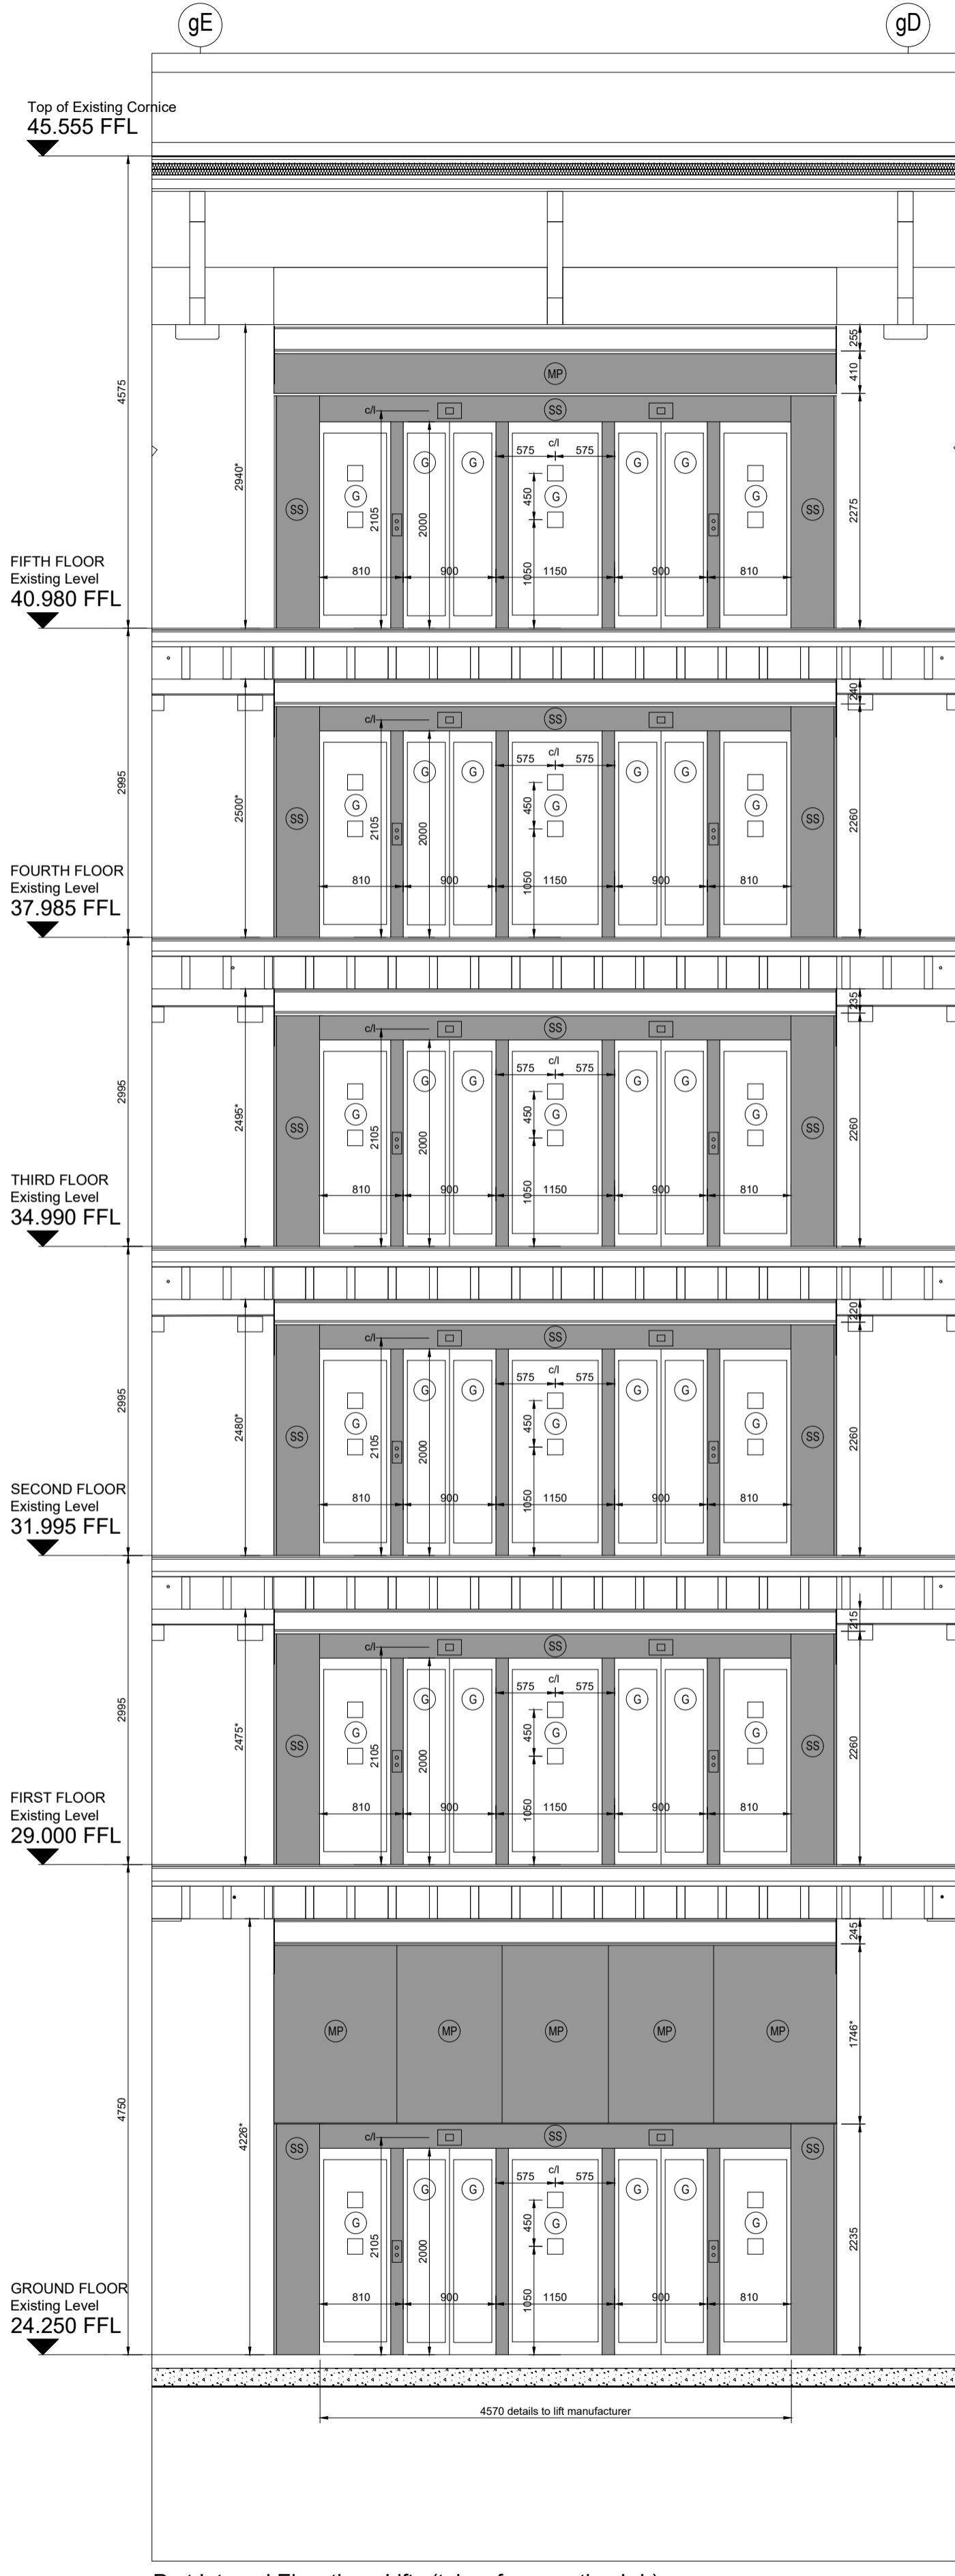 gE
gD
Top of Existing Cornice
45.555 FFL
255
410
MP
4575
c/l
SS
c/l
575
575
G
G
G
G
2940*
G
450
G
G
SS
SS
2105
2000
2275
FIFTH FLOOR
Existing Level
40.980 FFL
810
900
1050
1150
900
810
240
c/l
SS
c/l
575
575
G
G
G
G
2995
2500*
G
450
G
G
SS
SS
2105
2000
2260
FOURTH FLOOR
Existing Level
37.985 FFL
810
900
1050
1150
900
810
235
c/l
SS
c/l
575
575
G
G
G
G
2995
2495*
G
450
G
G
SS
SS
2105
2000
2260
THIRD FLOOR
Existing Level
34.990 FFL
810
900
1050
1150
900
810
220
c/l
SS
c/l
575
575
G
G
G
G
2995
2480*
G
450
G
G
SS
SS
2105
2000
2260
SECOND FLOOR
Existing Level
31.995 FFL
810
900
1050
1150
900
810
215
c/l
SS
c/l
575
575
G
G
G
G
2995
2475*
G
450
G
G
SS
SS
2105
2000
2260
FIRST FLOOR
Existing Level
29.000 FFL
810
900
1050
1150
900
810
245
MP
MP
MP
MP
MP
1746*
4750
4226*
c/l
SS
SS
SS
c/l
575
575
G
G
G
G
G
450
G
G
2105
2000
2235
GROUND FLOOR
Existing Level
24.250 FFL
810
900
1050
1150
900
810
4570 details to lift manufacturer